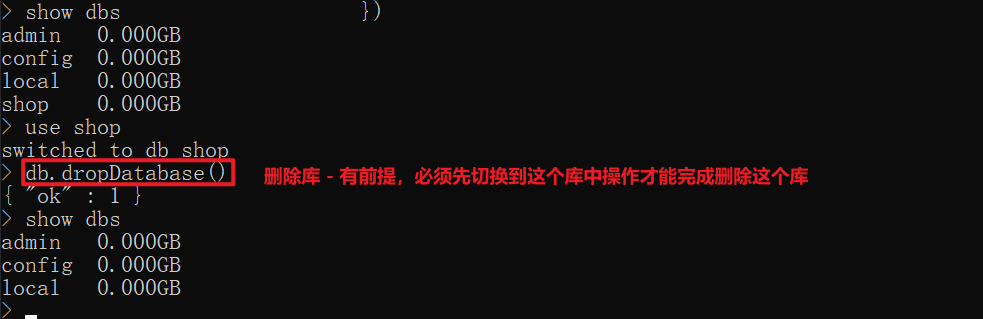 > show dbs })
admin 0.000GB
config 0.000GB
local 0.000GB
shop 0.000GB
> use shop
switched to db shop
> db.dropDatabase() 删除库 - 有前提，必须先切换到这个库中操作才能完成删除这个库
{ "ok" : 1 }
> show dbs
admin 0.000GB
config 0.000GB
local 0.000GB
>